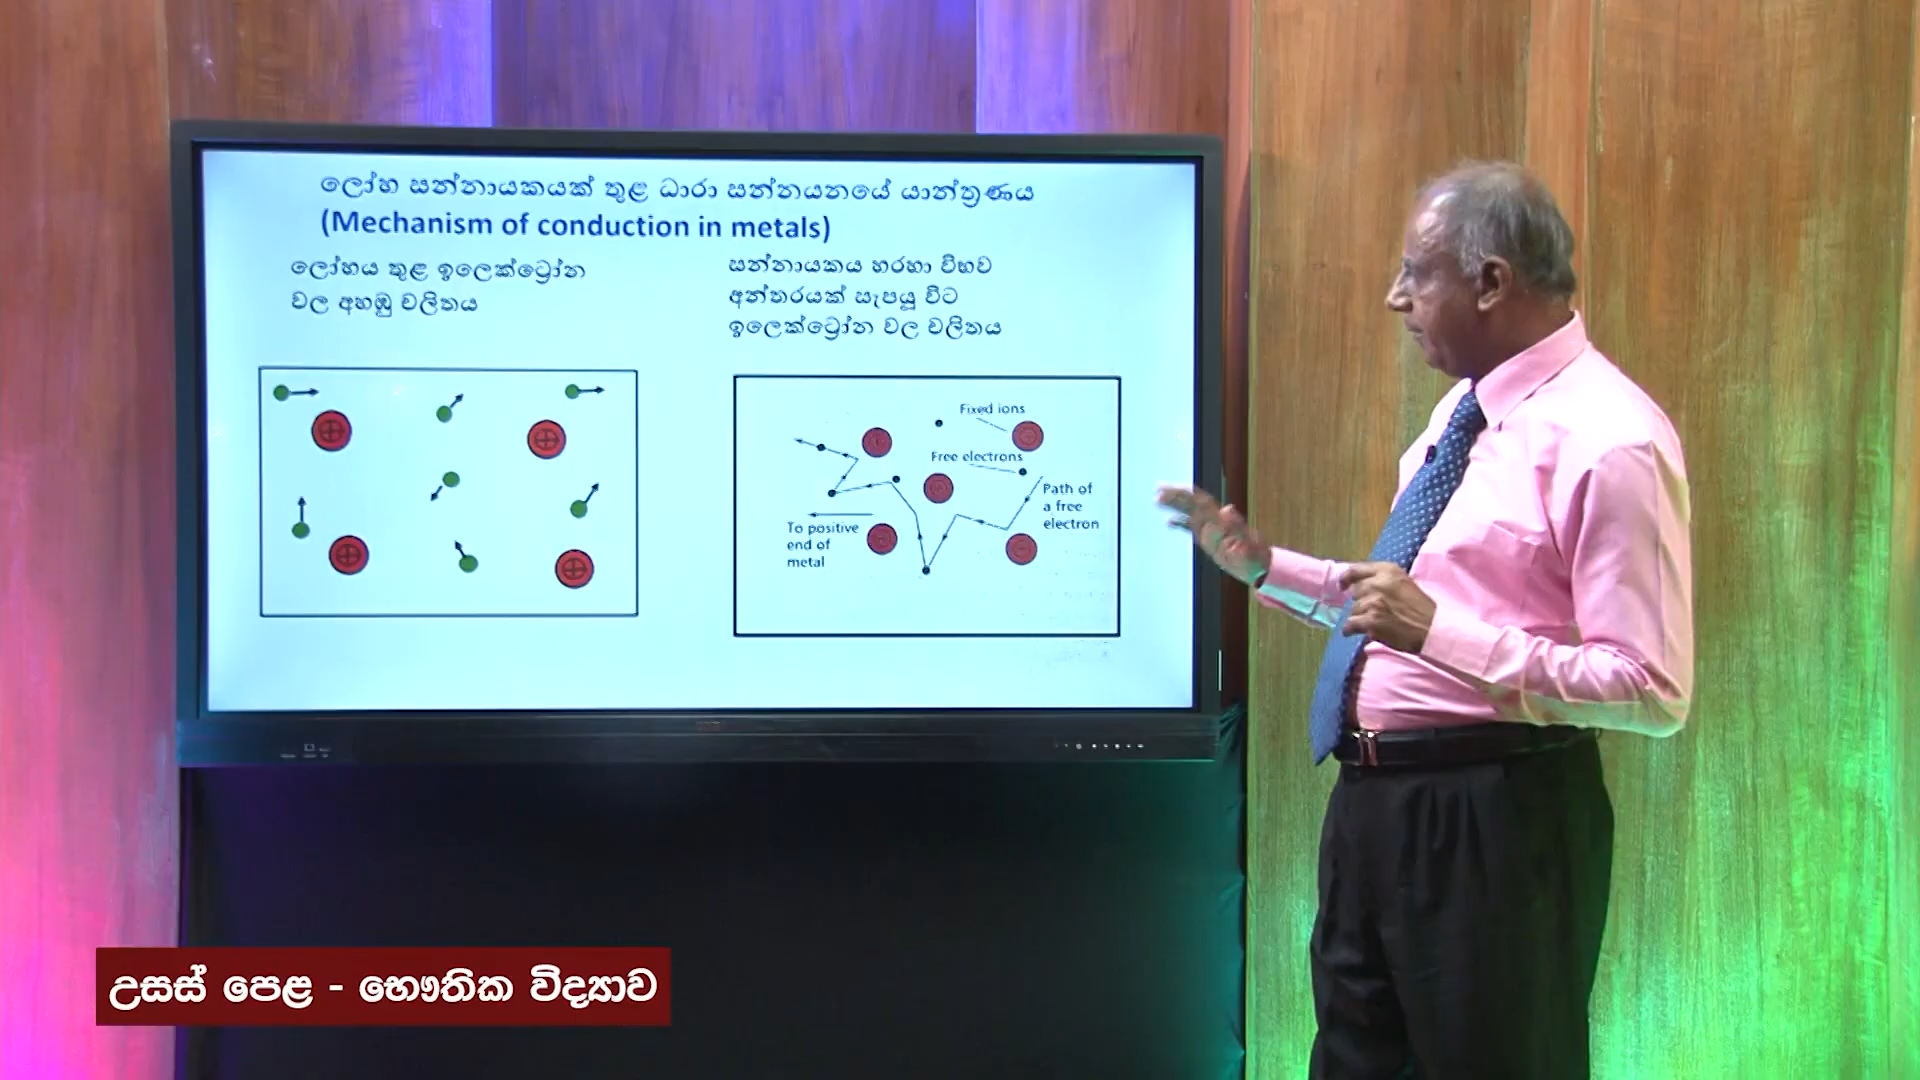 ලෝහ සන්නායකයක් තුළ ධාරා සන්නයනයේ යාන්ත්‍රණය
(Mechanism of conduction in metals)
ලෝහය තුළ ඉලෙක්ට්‍රෝන
වල අහඹු චලිතය
සන්නායකය හරහා විභව
අන්තරයක් සැපයූ විට
ඉලෙක්ට්‍රෝන වල චලිතය
Fixed ions
Free electrons
Path of
a free
electron
To positive
end of
metal
උසස් පෙළ - භෞතික විද්‍යාව